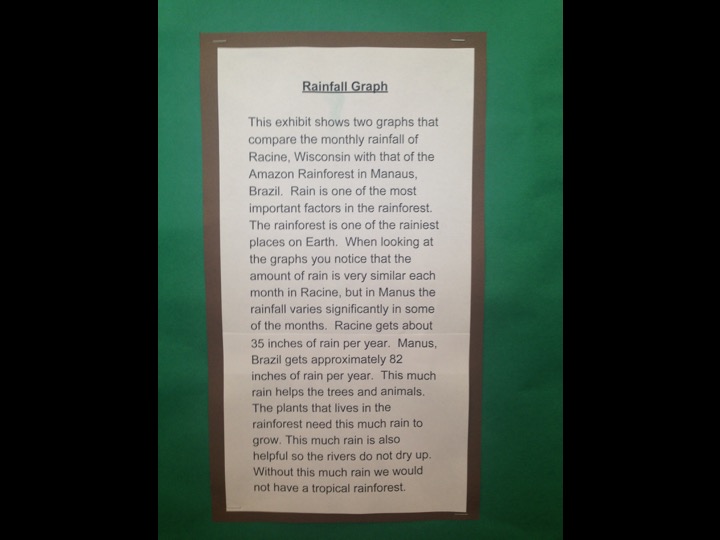 Rainfall Graph
This exhibit shows two graphs that
compare the monthly rainfall of
Racine, Wisconsin with that of the
Amazon Rainforest in Manaus,
Brazil.  Rain is one of the most
important factors in the rainforest.
The rainforest is one of the rainiest
places on Earth.  When looking at
the graphs you notice that the
amount of rain is very similar each
month in Racine, but in Manus the
rainfall varies significantly in some
of the months.  Racine gets about
35 inches of rain per year.  Manus,
Brazil gets approximately 82
inches of rain per year.  This much
rain helps the trees and animals.
The plants that lives in the
rainforest need this much rain to
grow. This much rain is also
helpful so the rivers do not dry up.
Without this much rain we would
not have a tropical rainforest.